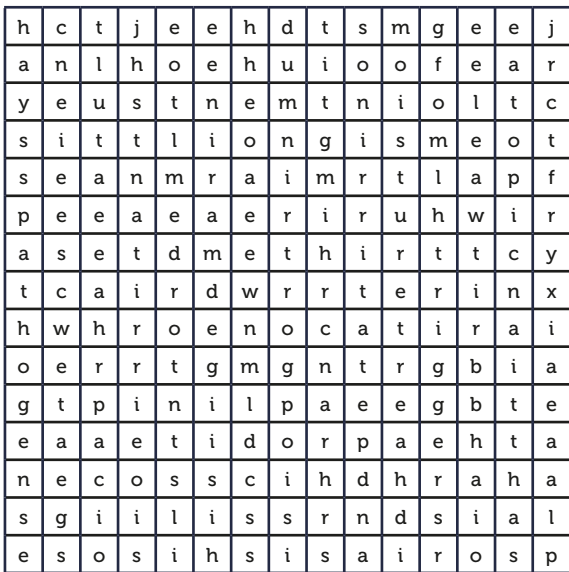 h c t j e e h d t s m g e e j
a n l h o e h u i o o f e a r
y e u s t n e m t n i o l t c
s i t t l i o n g i s m e o t
s e a n m r a i m r t l a p f
p e e a e a e r i r u h w i r
a s e t d m e t h i r t t c y
t c a i r d w r r t e r i n x
h w h r o e n o c a t i r a i
o e r r t g m g n t r g b i a
g t p i n i l p a e e g b t e
e a a e t i d o r p a e h t a
n e c o s s c i h d h r a h a
s g i i l i s s r n d s i a l
e s o s i h s i s a i r o s p